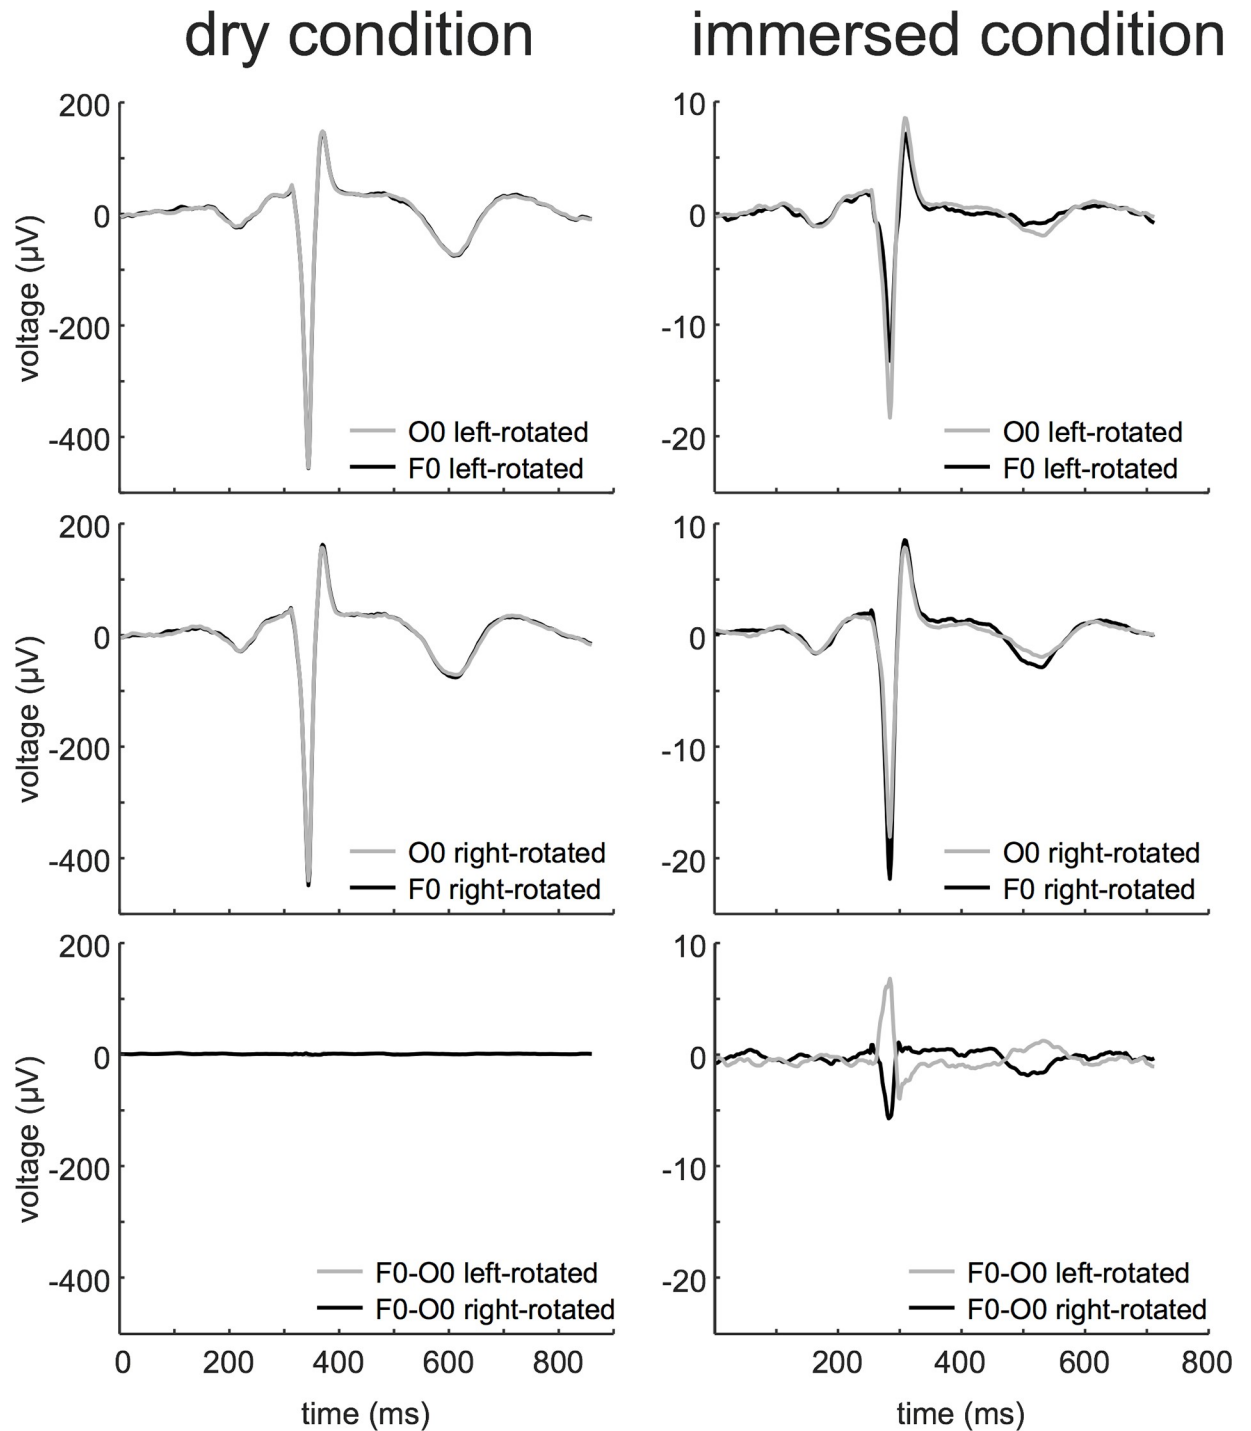 dry condition
immersed condition
200
0
-200
-400
voltage (μV)
O0 left-rotated
F0 left-rotated
10
0
-10
-20
O0 left-rotated
F0 left-rotated
200
0
-200
-400
voltage (μV)
O0 right-rotated
F0 right-rotated
10
0
-10
-20
O0 right-rotated
F0 right-rotated
200
0
-200
-400
voltage (μV)
F0-O0 left-rotated
F0-O0 right-rotated
0 200 400 600 800
time (ms)
10
0
-10
-20
F0-O0 left-rotated
F0-O0 right-rotated
200 400 600 800
time (ms)